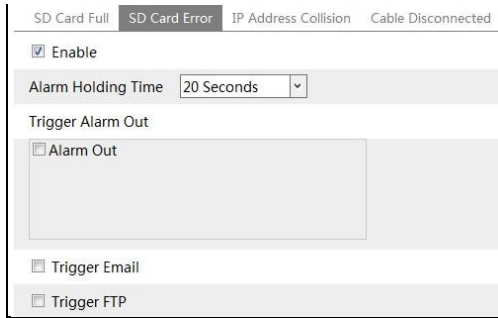 SD Card Full SD Card Error IP Address Collision Cable Disconnected
Enable
Alarm Holding Time 20 Seconds
Trigger Alarm Out
Alarm Out
Trigger Email
Trigger FTP